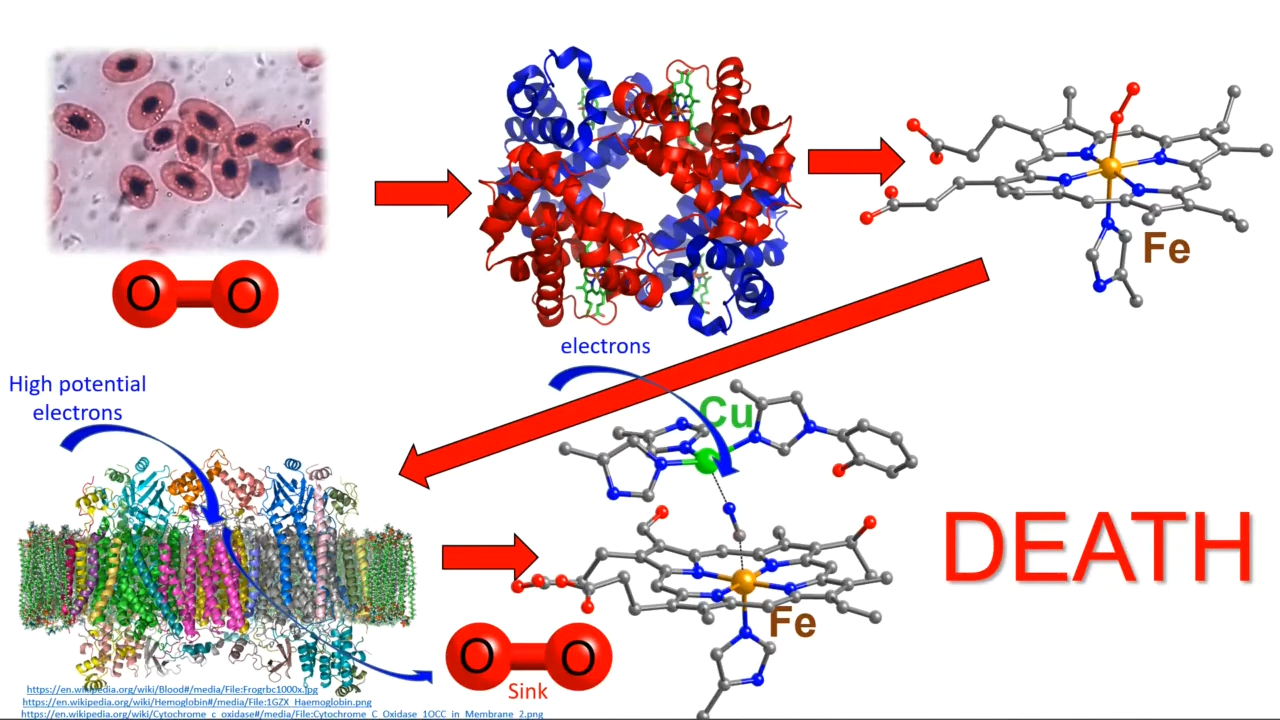 O O
Fe
electrons
High potential
electrons
Cu
DEATH
Fe
O O
Sink
https://en.wikipedia.org/wiki/Blood#/media/File:Frogrbc1000x.jpg
https://en.wikipedia.org/wiki/Hemoglobin#/media/File:1GZX_Haemoglobin.png
https://en.wikipedia.org/wiki/Cytochrome_c_oxidase#/media/File:Cytochrome_C_Oxidase_1OCC_in_Membrane_2.png